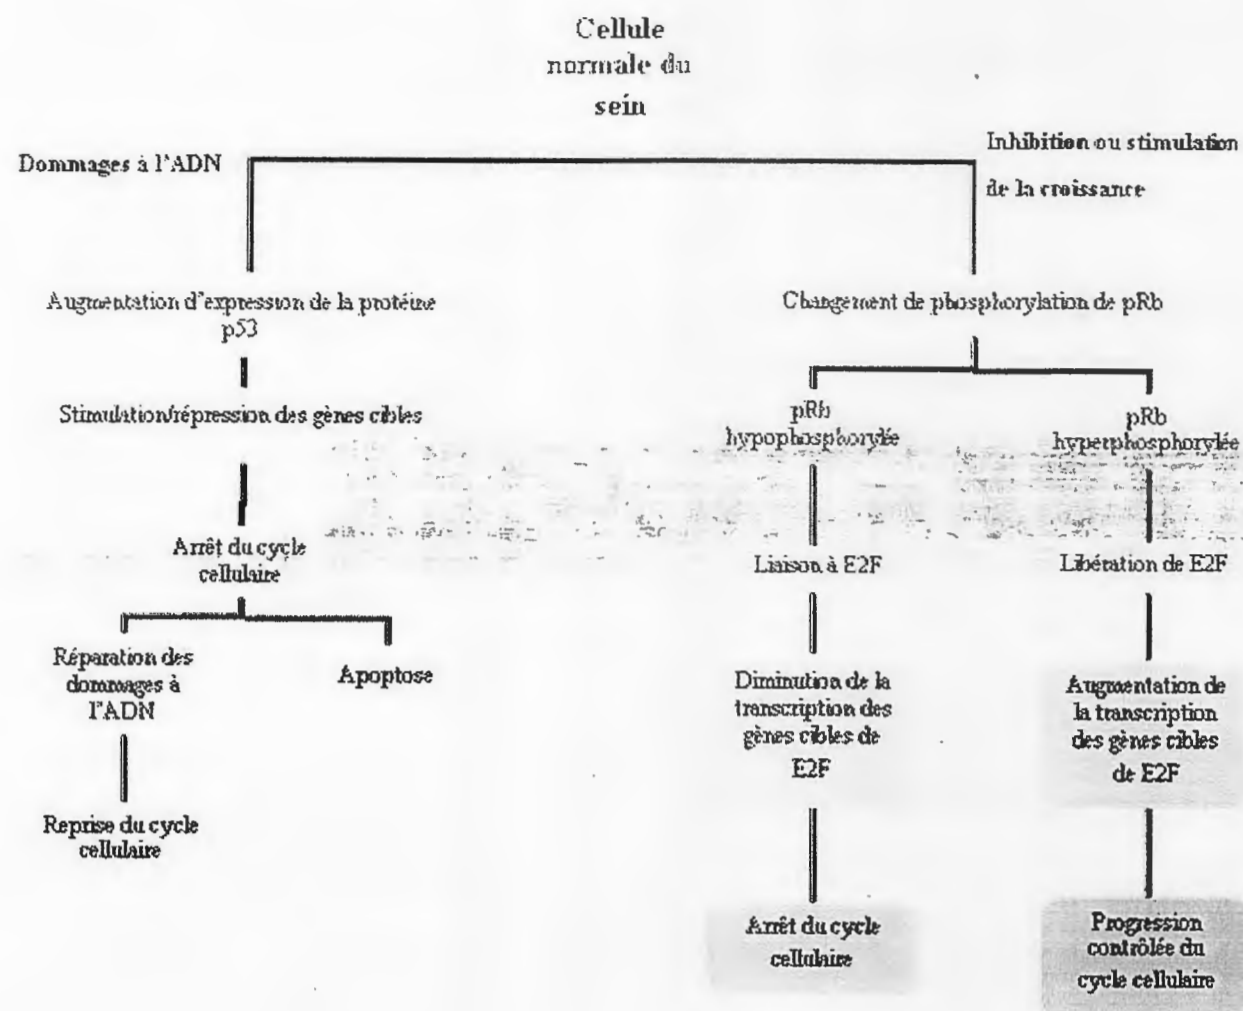 Cellule
normale du
sein
Dommages à l'ADN
Inhibition ou stimulation
de la croissance
Augmentation d'expression de la protéine
p53
Changement de phosphorylation de pRb
Stimulation/répression des gènes cibles
pRb
hypophosphorylée
pRb
hyperphosphorylée
Arrêt du cycle
cellulaire
Liaison à E2F
Libération de E2F
Réparation des
dommages à
l'ADN
Apoptose
Diminution de la
transcription des
gènes cibles de
E2F
Augmentation de
la transcription
des gènes cibles
de E2F
Reprise du cycle
cellulaire
Arrêt du cycle
cellulaire
Progression
contrôlée du
cycle cellulaire